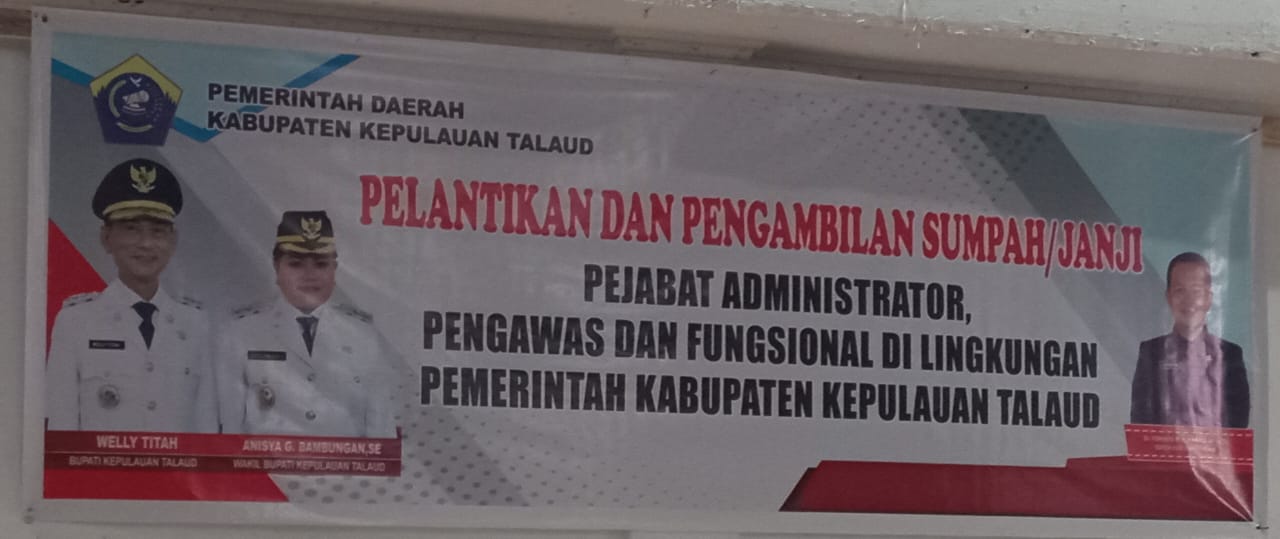 PEMERINTAH DAERAH
KABUPATEN KEPULAUAN TALAUD
PELANTIKAN DAN PENGAMBILAN SUMPAH/JANJI
PEJABAT ADMINISTRATOR,
PENGAWAS DAN FUNGSIONAL DI LINGKUNGAN
PEMERINTAH KABUPATEN KEPULAUAN TALAUD
WELLY TITAH
BUPATI KEPULAUAN TALAUD
ANISYA G. BAMBUNGAN,SE
WAKIL BUPATI KEPULAUAN TALAUD